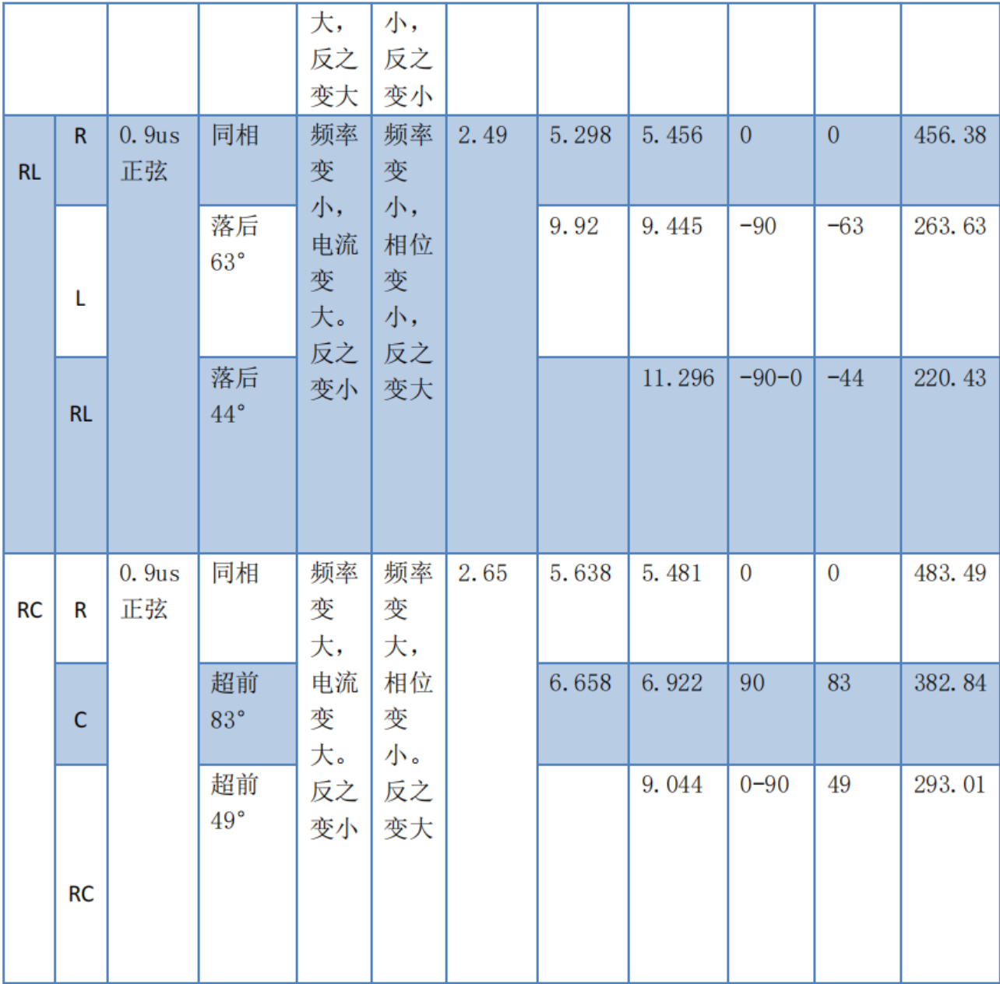 大，
反之
变大
小，
反之
变小
RL
R
0.9us
正弦
同相
频率
变
小，
电流
变
大。
反之
变小
频率
变
小，
相位
变
小，
反之
变大
2.49
5.298
5.456
0
0
456.38
L
落后
63°
9.92
9.445
-90
-63
263.63
RL
落后
44°
11.296
-90-0
-44
220.43
RC
R
0.9us
正弦
同相
频率
变
大，
电流
变
大。
反之
变小
频率
变
大，
相位
变
小。
反之
变大
2.65
5.638
5.481
0
0
483.49
C
超前
83°
6.658
6.922
90
83
382.84
RC
超前
49°
9.044
0-90
49
293.01